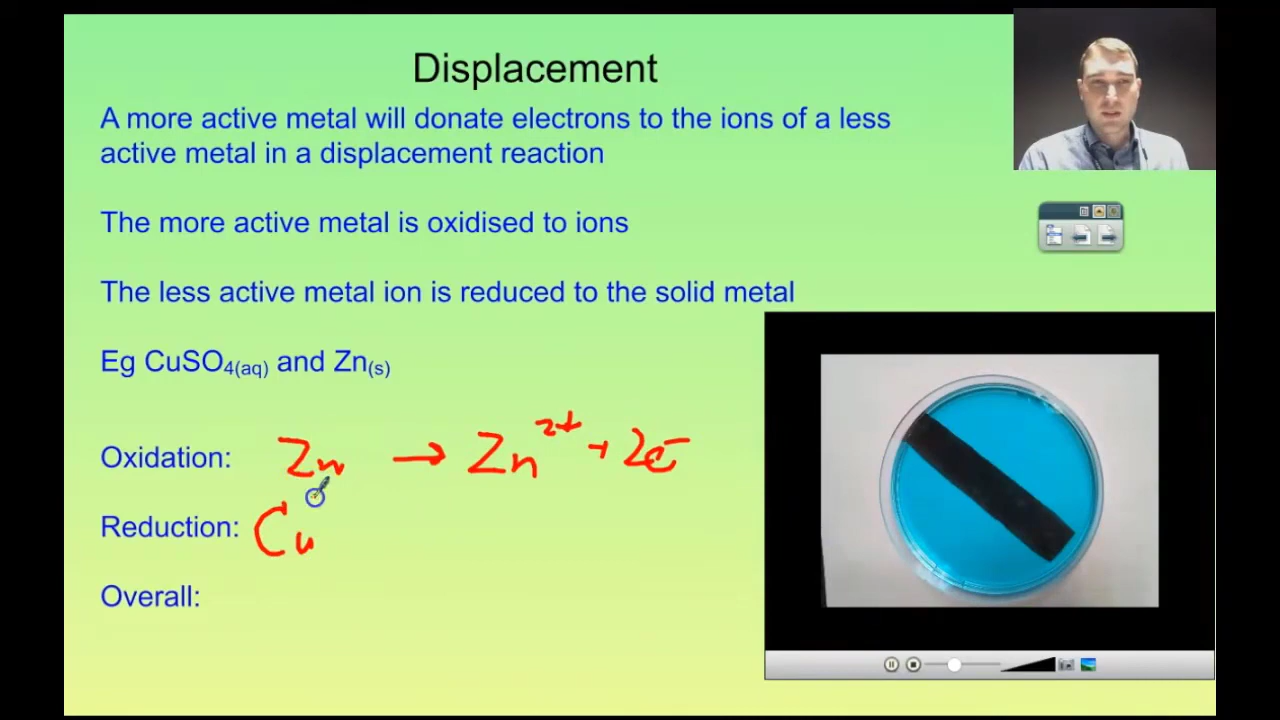 Displacement
A more active metal will donate electrons to the ions of a less
active metal in a displacement reaction
The more active metal is oxidised to ions
The less active metal ion is reduced to the solid metal
Eg CuSO₄₍aq₎ and Zn₍s₎
Oxidation: Zn → Zn²⁺ + 2e⁻
Reduction: Cu
Overall: